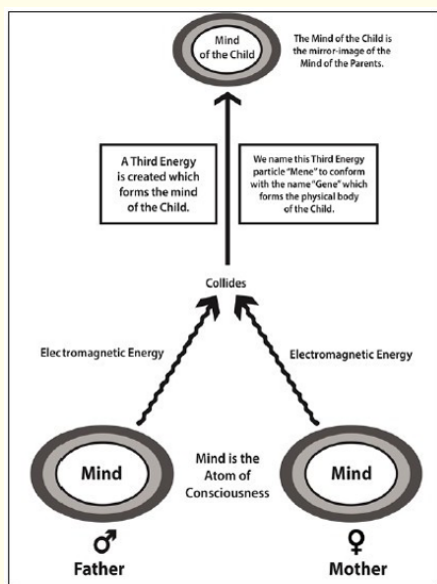 Mind
of the Child
The Mind of the Child is
the mirror-image of the
Mind of the Parents.
A Third Energy
is created which
forms the mind
of the Child.
We name this Third Energy
particle "Mene" to conform
with the name "Gene" which
forms the physical body
of the Child.
Collides
Electromagnetic Energy
Electromagnetic Energy
Mind
Mind is the
Atom of
Consciousness
Mind
♂
Father
♀
Mother